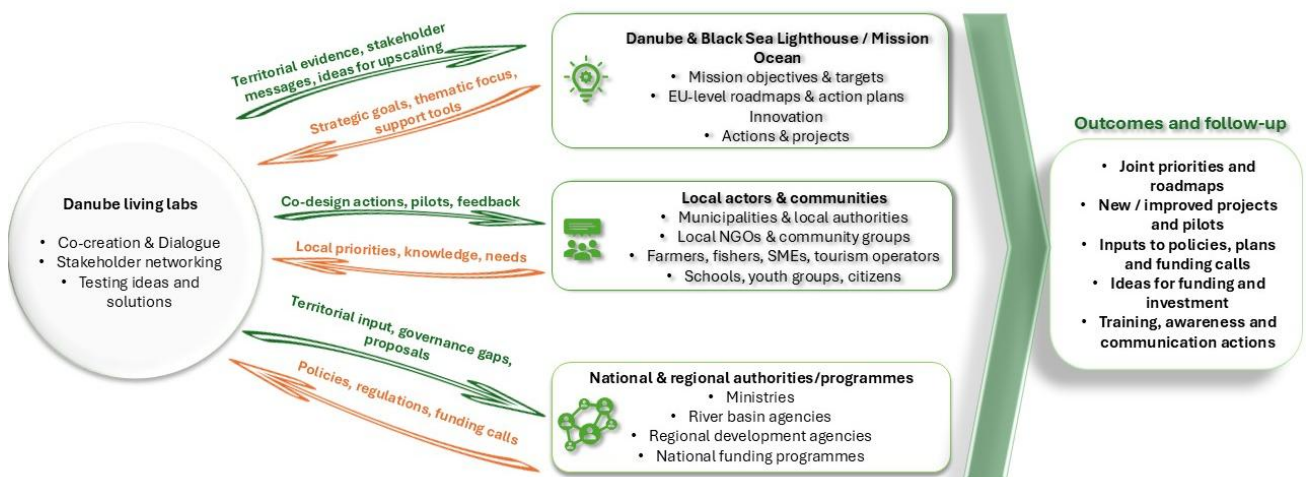 Danube living labs
• Co-creation & Dialogue
• Stakeholder networking
• Testing ideas and
solutions
Territorial evidence, stakeholder
messages, ideas for upscaling
Strategic goals, thematic focus,
support tools
Co-design actions, pilots, feedback
Local priorities, knowledge, needs
Territorial input, governance gaps,
proposals
Policies, regulations, funding calls
Danube & Black Sea Lighthouse / Mission
Ocean
• Mission objectives & targets
• EU-level roadmaps & action plans
Innovation
• Actions & projects
Local actors & communities
• Municipalities & local authorities
• Local NGOs & community groups
• Farmers, fishers, SMEs, tourism operators
• Schools, youth groups, citizens
National & regional authorities/programmes
• Ministries
• River basin agencies
• Regional development agencies
• National funding programmes
Outcomes and follow-up
• Joint priorities and
roadmaps
• New / improved projects
and pilots
• Inputs to policies, plans
and funding calls
• Ideas for funding and
investment
• Training, awareness and
communication actions